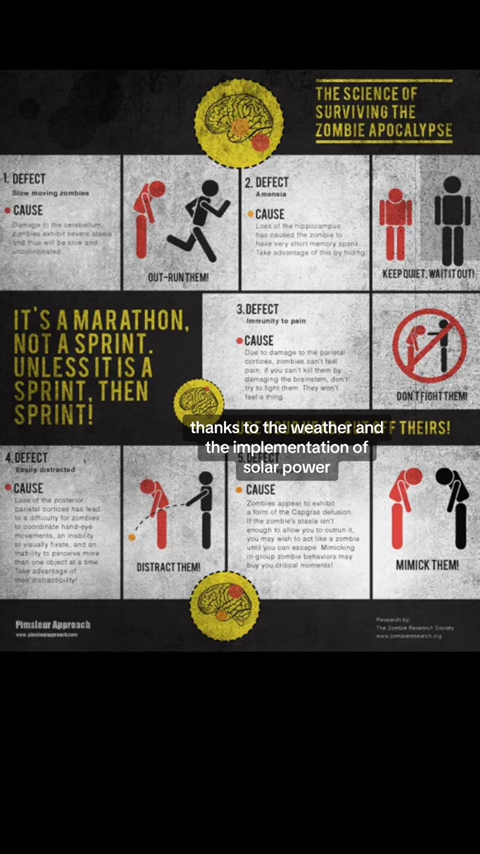 THE SCIENCE OF
SURVIVING THE
ZOMBIE APOCALYPSE
1. DEFECT
Slow moving zombies
CAUSE
Damage to the cerebellum,
zombies exhibit severe ataxia
and thus will be slow and
uncoordinated.
OUT-RUN THEM!
2. DEFECT
Amensia
CAUSE
Loss of the hippocampus
has caused the zombie to
have very short memory spans.
Take advantage of this try hiding.
KEEP QUIET, WAIT IT OUT!
IT'S A MARATHON,
NOT A SPRINT.
UNLESS IT IS A
SPRINT, THEN
SPRINT!
3. DEFECT
Immunity to pain
CAUSE
Due to damage to the parietal
cortices, zombies can't feel
pain; if you can't kill them by
damaging the brainstem, don't
try to fight them. They won't
feel a thing.
DON'T FIGHT THEM!
FF THEIRS!
thanks to the weather and
the implementation of
solar power
4. DEFECT
Easily distracted
CAUSE
Loss of the posterior
parietal cortices has lead
to a difficulty for zombies
to coordinate hand-eye
movements, an inability
to visually fixate, and an
inability to perceive more
than one object at a time.
Take advantage of
their distractibility!
DISTRACT THEM!
5. DEFECT
CAUSE
Zombies appear to exhibit
a form of the Capgras delusion.
If the zombie's ataxia isn't
enough to allow you to outrun it,
you may wish to act like a zombie
until you can escape. Mimicking
in-group zombie behaviors may
buy you critical moments!
MIMICK THEM!
Pimsleur Approach
www.pimsleurapproach.com
Research by:
The Zombie Research Society
www.zombieresearch.org